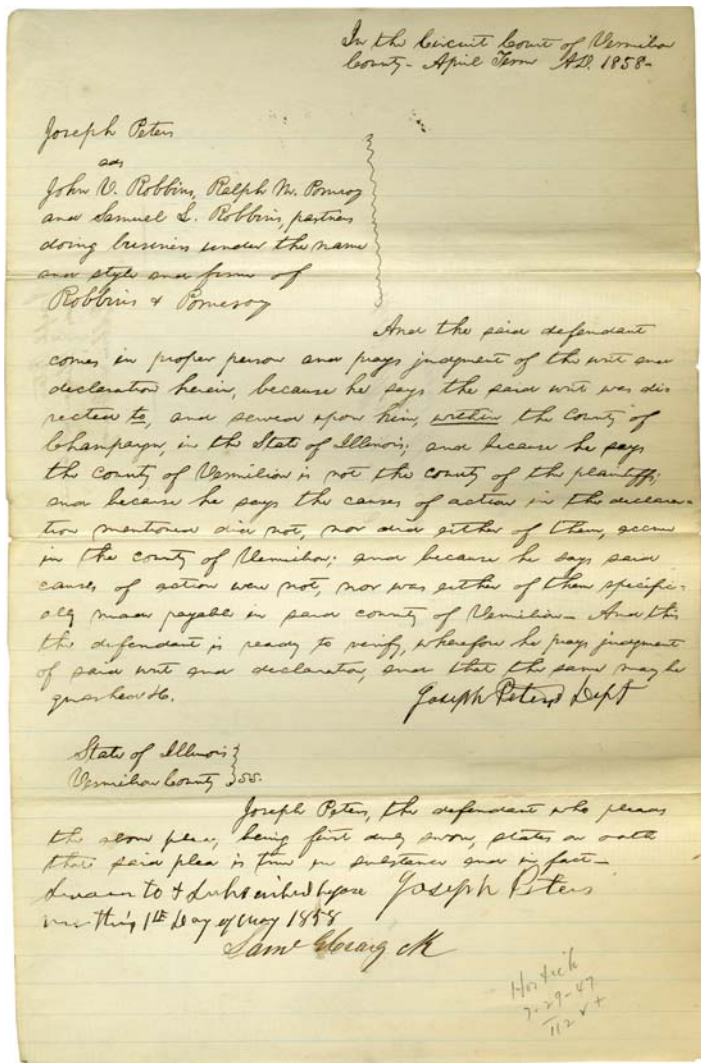 In the Circuit Court of Vermilion
County - April Term A.D. 1858 -
Joseph Peters
ads
John V. Robbins, Ralph M. Pomeroy
and Samuel L. Robbins, partners
doing business under the name
and style and firm of
Robbins & Pomeroy
And the said defendant
comes in proper person and prays judgment of the writ and
declaration herein, because he says the said writ was di
rected to, and served upon him, within the County of
Champaign, in the State of Illinois; and because he says
the county of Vermilion is not the county of the plaintiffs;
and because he says the causes of action in the declara-
tion mentioned did not, nor did either of them, accrue
in the county of Vermilion; and because he says said
causes of action were not, nor was either of them specific-
ally made payable in said county of Vermilion - And this
the defendant is ready to verify, wherefore he prays judgment
of said writ and declaration, and that the same may be
quashed &c.
Joseph Peters Deft
State of Illinois
Vermilion County } SS.
Joseph Peters, the defendant who pleads
the above plea, being first duly sworn, states on oath
that said plea is true in substance and in fact -
Sworn to & Subscribed before Joseph Peters
me this 1st Day of May 1858
Saml Craig Clk
Hostick
7-29-47